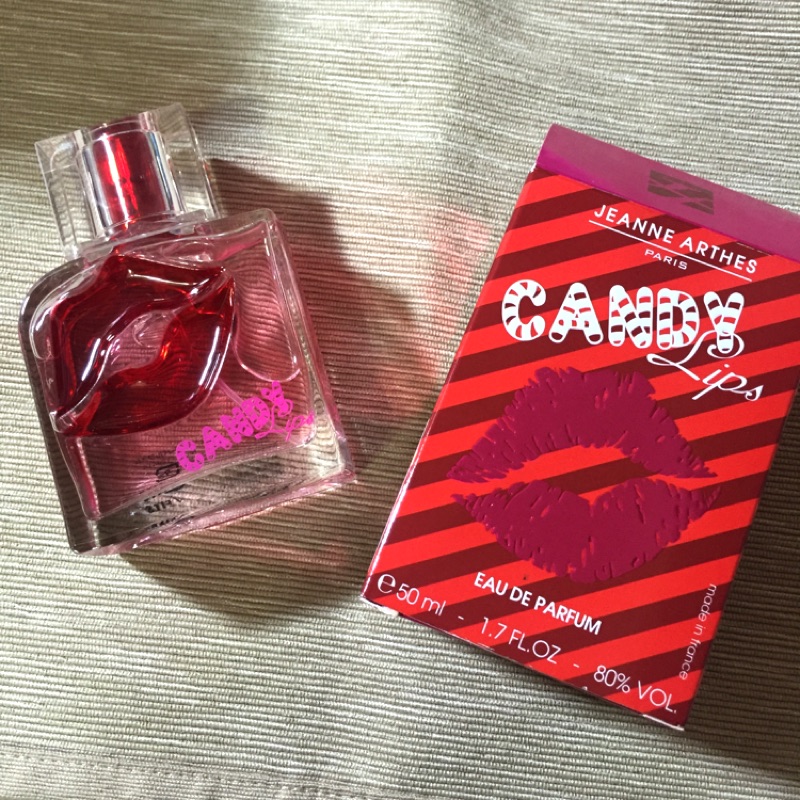 CANDY
Lips
JEANNE ARTHES
PARIS
CANDY
Lips
EAU DE PARFUM
e 50 ml - 1.7 FL.OZ - 80% VOL.
made in france